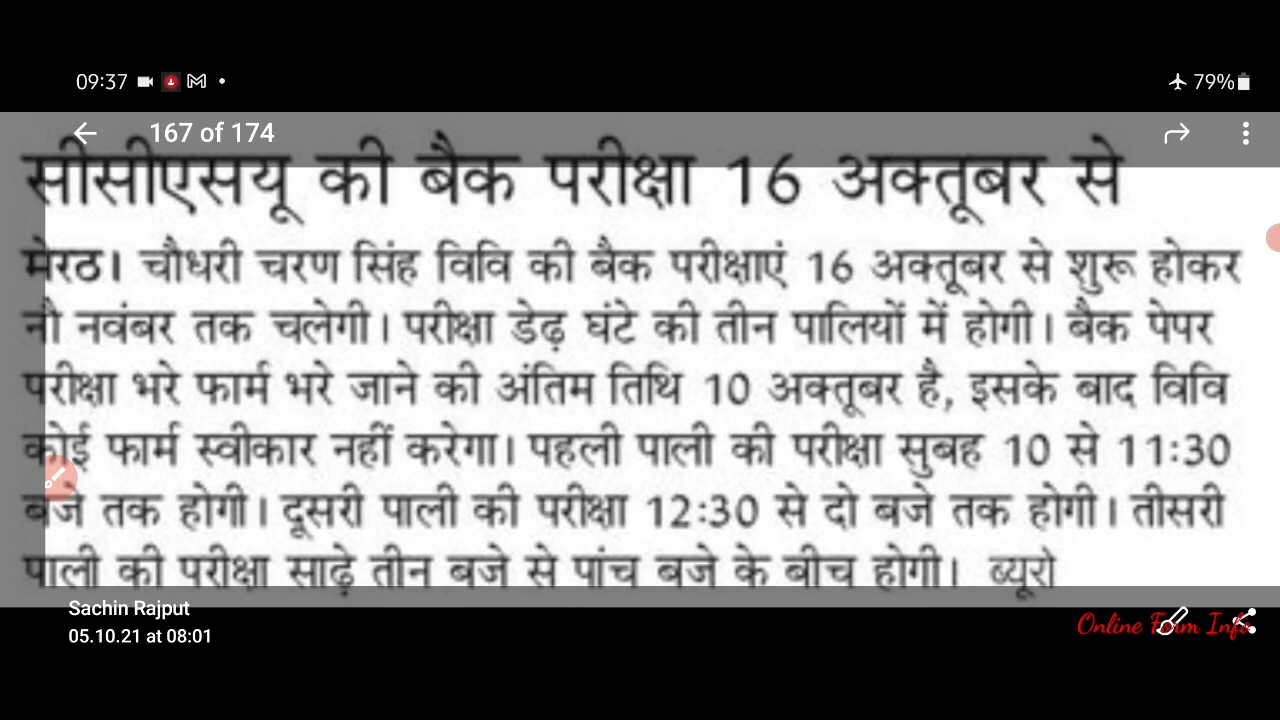 09:37
79%
167 of 174
सीसीएसयू की बैक परीक्षा 16 अक्तूबर से
मेरठ। चौधरी चरण सिंह विवि की बैक परीक्षाएं 16 अक्तूबर से शुरू होकर
नौ नवंबर तक चलेगी। परीक्षा डेढ़ घंटे की तीन पालियों में होगी। बैक पेपर
परीक्षा भरे फार्म भरे जाने की अंतिम तिथि 10 अक्तूबर है, इसके बाद विवि
कोई फार्म स्वीकार नहीं करेगा। पहली पाली की परीक्षा सुबह 10 से 11:30
बजे तक होगी। दूसरी पाली की परीक्षा 12:30 से दो बजे तक होगी। तीसरी
पाली की परीक्षा साढ़े तीन बजे से पांच बजे के बीच होगी। ब्यूरो
Sachin Rajput
05.10.21 at 08:01
Online Form Info